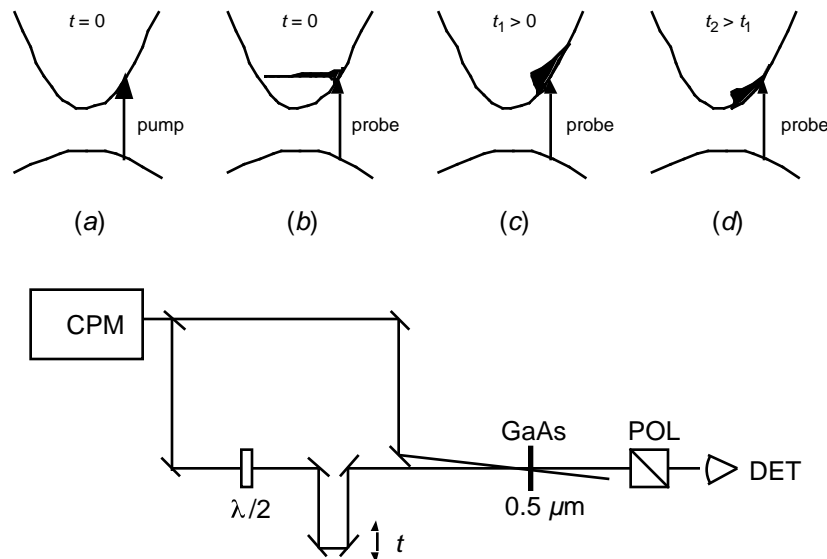 t = 0
t = 0
t₁ > 0
t₂ > t₁
pump
probe
probe
probe
(a)
(b)
(c)
(d)
CPM
GaAs
POL
λ/2
0.5 µm
DET
t